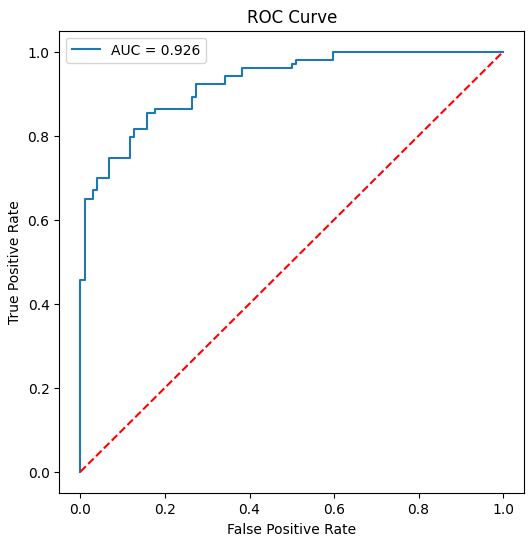 ROC Curve
AUC = 0.926
True Positive Rate
1.0
0.8
0.6
0.4
0.2
0.0
0.0 0.2 0.4 0.6 0.8 1.0
False Positive Rate